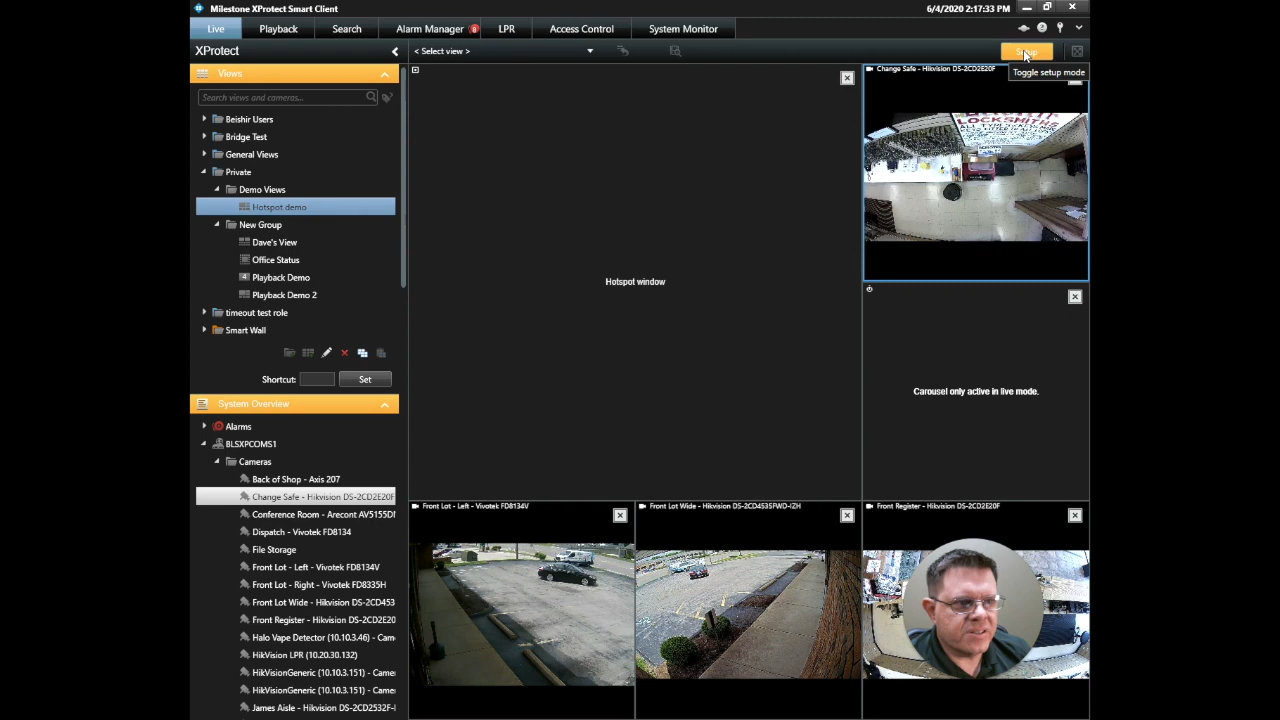 Milestone XProtect Smart Client
6/4/2020 2:17:33 PM
Live
Playback
Search
Alarm Manager
8
LPR
Access Control
System Monitor
XProtect
< Select view >
Setup
Toggle setup mode
Views
Search views and cameras...
Beishir Users
Bridge Test
General Views
Private
Demo Views
Hotspot demo
New Group
Dave's View
Office Status
4 Playback Demo
Playback Demo 2
timeout test role
Smart Wall
Shortcut:
Set
System Overview
Alarms
BLSXPCOMS1
Cameras
Back of Shop - Axis 207
Change Safe - Hikvision DS-2CD2E20F
Conference Room - Arecont AV5155DI
Dispatch - Vivotek FD8134
File Storage
Front Lot - Left - Vivotek FD8134V
Front Lot - Right - Vivotek FD8335H
Front Lot Wide - Hikvision DS-2CD453
Front Register - Hikvision DS-2CD2E20
Halo Vape Detector (10.10.3.46) - Cam
HikVision LPR (10.20.30.132)
HikVisionGeneric (10.10.3.151) - Came
HikVisionGeneric (10.10.3.151) - Came
James Aisle - Hikvision DS-2CD2532F-I
Hotspot window
Change Safe - Hikvision DS-2CD2E20F
LOCKSMITHS
Carousel only active in live mode.
Front Lot - Left - Vivotek FD8134V
Front Lot Wide - Hikvision DS-2CD4535FWD-IZH
Front Register - Hikvision DS-2CD2E20F